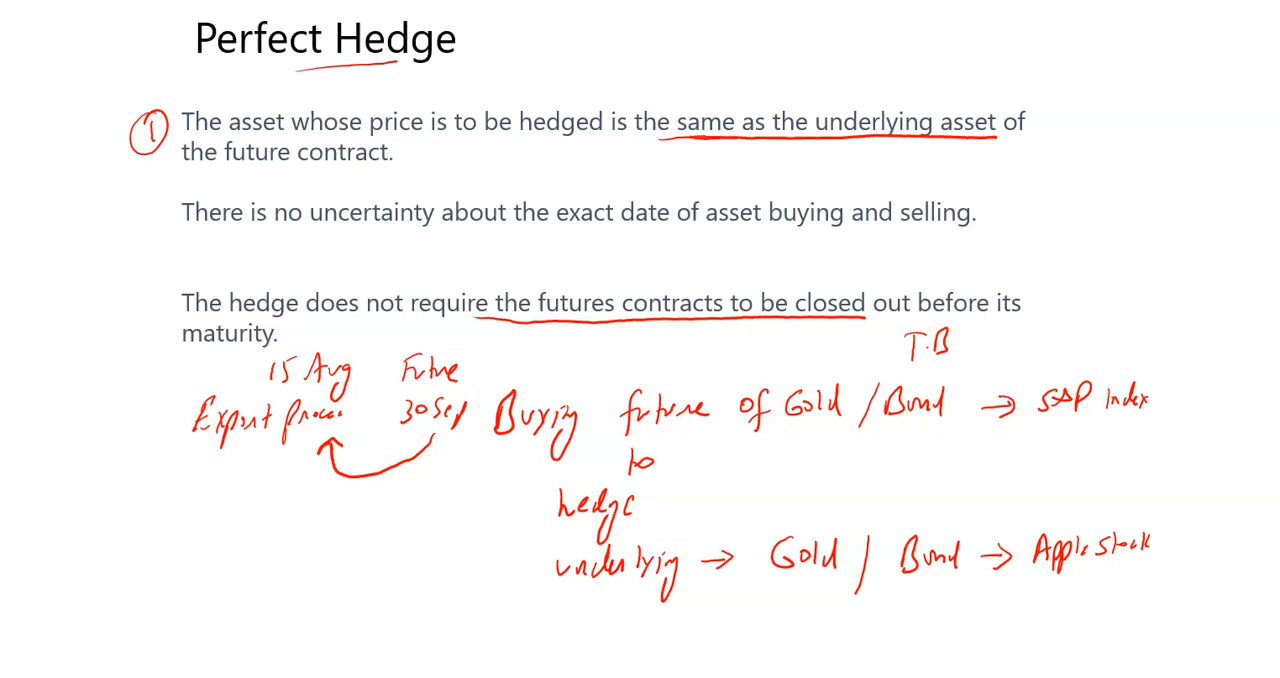 Perfect Hedge
① The asset whose price is to be hedged is the same as the underlying asset of
the future contract.
There is no uncertainty about the exact date of asset buying and selling.
The hedge does not require the futures contracts to be closed out before its
maturity.
T.B
15 Aug Future
Export 30 Sep Buying future of Gold / Bond → S&P Index
to
hedge
underlying → Gold / Bond → Apple Stock